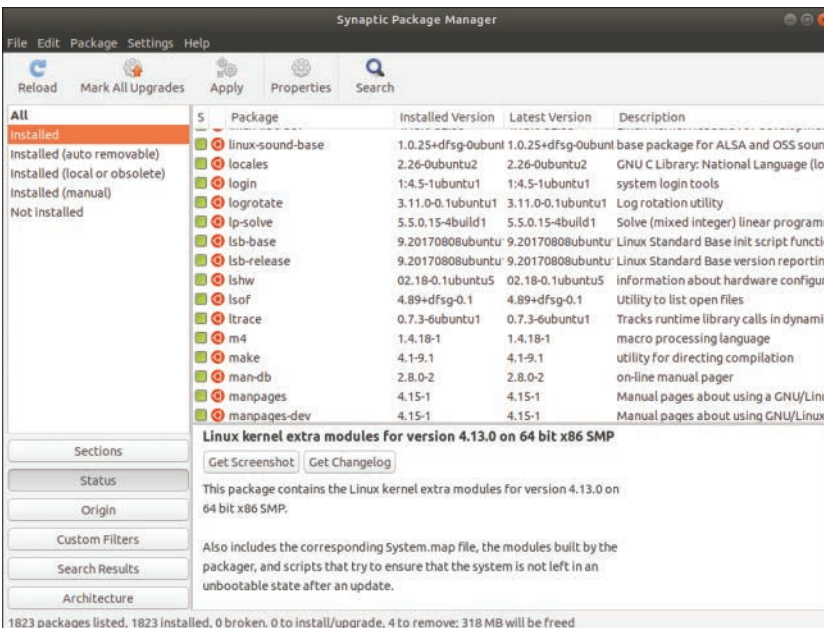 Synaptic Package Manager
File Edit Package Settings Help
Reload Mark All Upgrades Apply Properties Search
All
Installed
Installed (auto removable)
Installed (local or obsolete)
Installed (manual)
Not installed
S Package Installed Version Latest Version Description
linux-sound-base 1.0.25+dfsg-0ubunt 1.0.25+dfsg-0ubunt base package for ALSA and OSS soun
locales 2.26-0ubuntu2 2.26-0ubuntu2 GNU C Library: National Language (lo
login 1:4.5-1ubuntu1 1:4.5-1ubuntu1 system login tools
logrotate 3.11.0-0.1ubuntu1 3.11.0-0.1ubuntu1 Log rotation utility
lp-solve 5.5.0.15-4build1 5.5.0.15-4build1 Solve (mixed integer) linear program
lsb-base 9.20170808ubuntu 9.20170808ubuntu Linux Standard Base init script functi
lsb-release 9.20170808ubuntu 9.20170808ubuntu Linux Standard Base version reportin
lshw 02.18-0.1ubuntu5 02.18-0.1ubuntu5 information about hardware configur
lsof 4.89+dfsg-0.1 4.89+dfsg-0.1 Utility to list open files
ltrace 0.7.3-6ubuntu1 0.7.3-6ubuntu1 Tracks runtime library calls in dynami
m4 1.4.18-1 1.4.18-1 macro processing language
make 4.1-9.1 4.1-9.1 utility for directing compilation
man-db 2.8.0-2 2.8.0-2 on-line manual pager
manpages 4.15-1 4.15-1 Manual pages about using a GNU/Linu
manpages-dev 4.15-1 4.15-1 Manual pages about using GNU/Linux
Sections
Status
Origin
Custom Filters
Search Results
Architecture
Linux kernel extra modules for version 4.13.0 on 64 bit x86 SMP
Get Screenshot Get Changelog
This package contains the Linux kernel extra modules for version 4.13.0 on
64 bit x86 SMP.
Also includes the corresponding System.map file, the modules built by the
packager, and scripts that try to ensure that the system is not left in an
unbootable state after an update.
1823 packages listed, 1823 installed, 0 broken. 0 to install/upgrade, 4 to remove; 318 MB will be freed